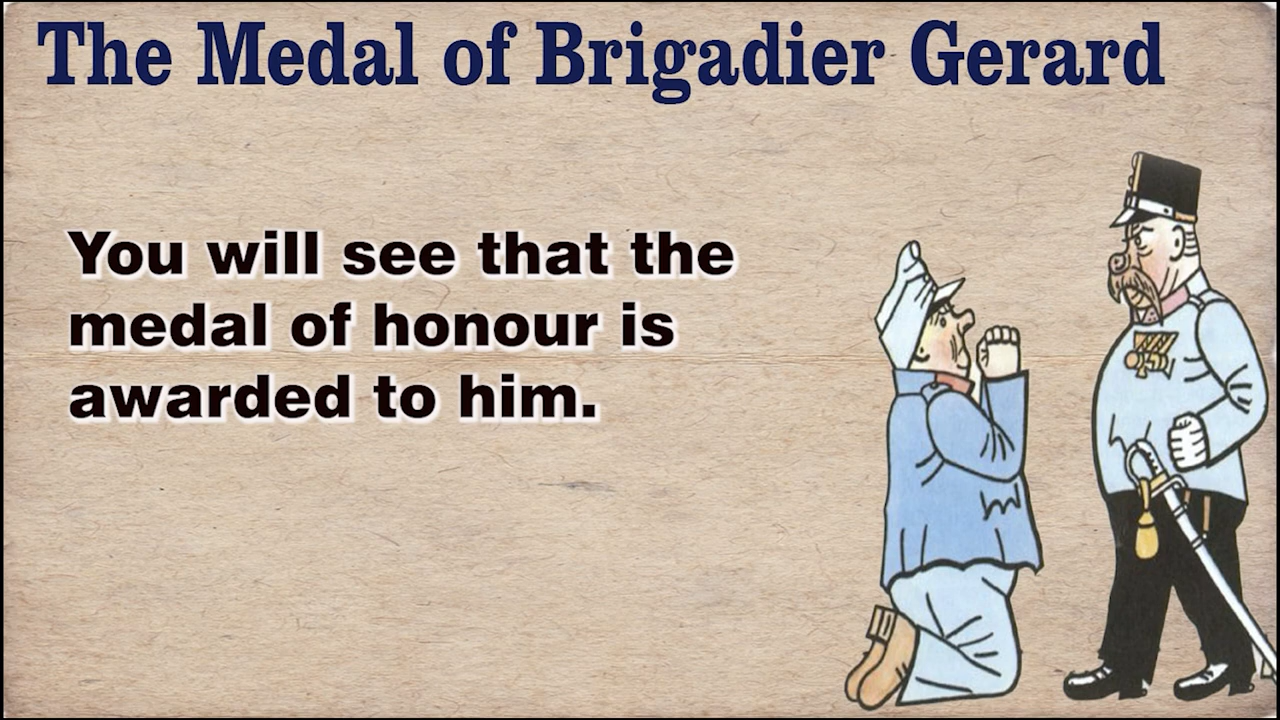 The Medal of Brigadier Gerard
You will see that the
medal of honour is
awarded to him.